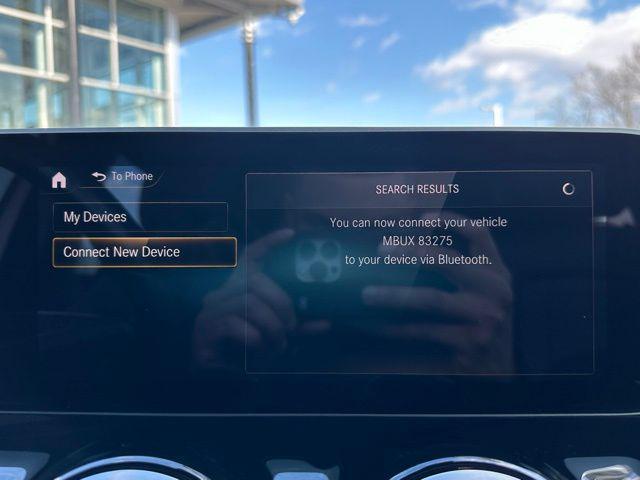 To Phone
My Devices
Connect New Device
SEARCH RESULTS
You can now connect your vehicle
MBUX 83275
to your device via Bluetooth.